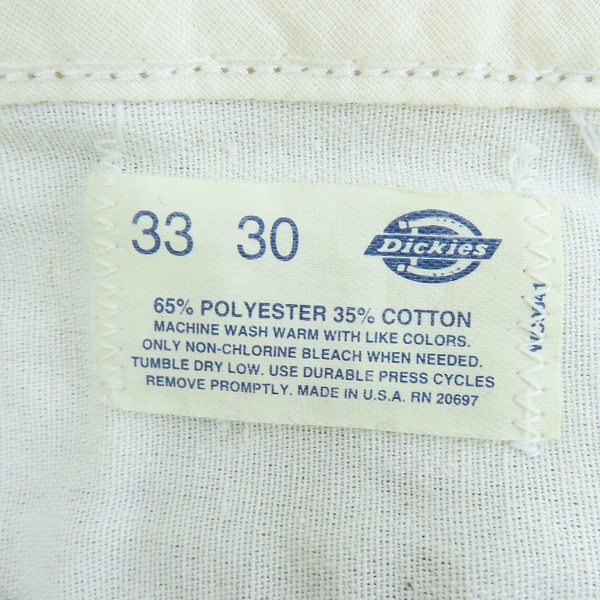 33 30
Dickies
65% POLYESTER 35% COTTON
MACHINE WASH WARM WITH LIKE COLORS.
ONLY NON-CHLORINE BLEACH WHEN NEEDED.
TUMBLE DRY LOW. USE DURABLE PRESS CYCLES
REMOVE PROMPTLY. MADE IN U.S.A. RN 20697